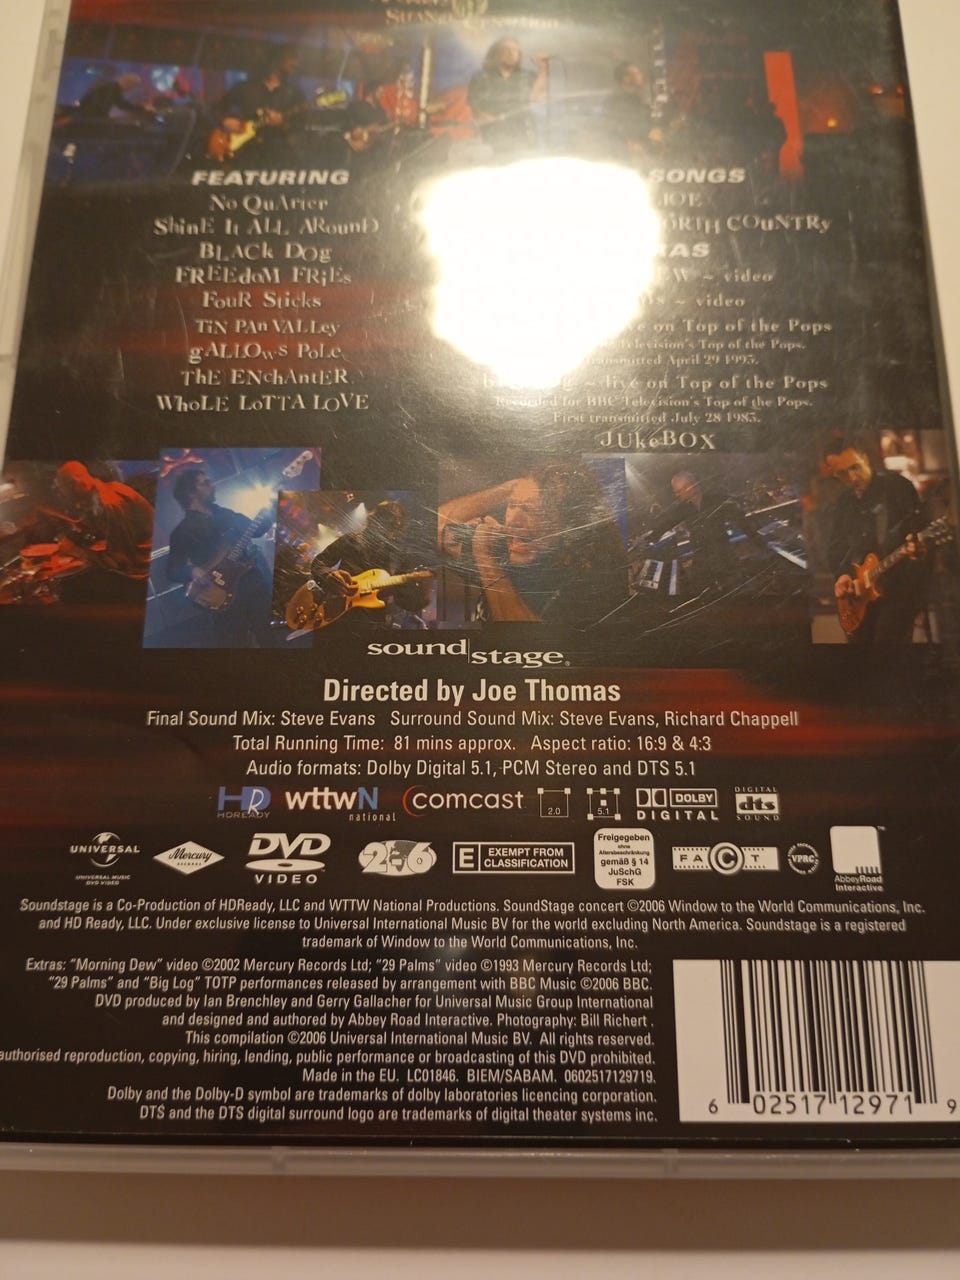 STRANGE SENSATION
FEATURING
No Quarter
Shine It All Around
Black Dog
Freedom Fries
Four Sticks
Tin Pan Valley
Gallows Pole
The Enchanter
Whole Lotta Love
SONGS
JOE
NORTH COUNTRY
~ video
~ video
live on Top of the Pops
Television's Top of the Pops.
transmitted April 29 1993.
~ live on Top of the Pops
Recorded for BBC Television's Top of the Pops.
First transmitted July 28 1983.
JUkeBOX
sound stage®
Directed by Joe Thomas
Final Sound Mix: Steve Evans Surround Sound Mix: Steve Evans, Richard Chappell
Total Running Time: 81 mins approx. Aspect ratio: 16:9 & 4:3
Audio formats: Dolby Digital 5.1, PCM Stereo and DTS 5.1
HDR HDREADY wttwN national comcast 2.0 5.1 DOLBY DIGITAL DIGITAL dts SOUND
UNIVERSAL UNIVERSAL MUSIC DVD VIDEO Mercury RECORDS DVD VIDEO 2-6 E EXEMPT FROM CLASSIFICATION Freigegeben ohne Altersbeschränkung gemäß § 14 JuSchG FSK FACT VPRC AbbeyRoad Interactive ™
Soundstage is a Co-Production of HDReady, LLC and WTTW National Productions. SoundStage concert ©2006 Window to the World Communications, Inc.
and HD Ready, LLC. Under exclusive license to Universal International Music BV for the world excluding North America. Soundstage is a registered
trademark of Window to the World Communications, Inc.
Extras: "Morning Dew" video ©2002 Mercury Records Ltd; "29 Palms" video ©1993 Mercury Records Ltd;
"29 Palms" and "Big Log" TOTP performances released by arrangement with BBC Music ©2006 BBC.
DVD produced by Ian Brenchley and Gerry Gallacher for Universal Music Group International
and designed and authored by Abbey Road Interactive. Photography: Bill Richert .
This compilation ©2006 Universal International Music BV. All rights reserved.
authorised reproduction, copying, hiring, lending, public performance or broadcasting of this DVD prohibited.
Made in the EU. LC01846. BIEM/SABAM. 0602517129719.
Dolby and the Dolby-D symbol are trademarks of dolby laboratories licencing corporation.
DTS and the DTS digital surround logo are trademarks of digital theater systems inc.
6 02517 12971 9